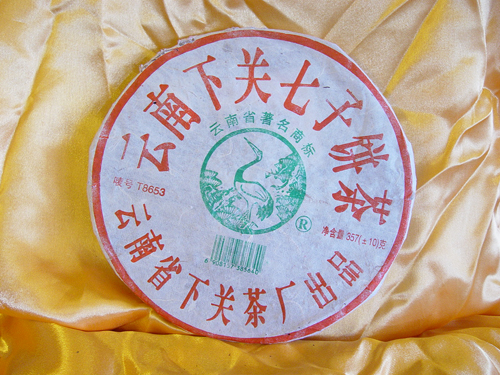 云南下关七子饼茶
云南省著名商标
唛号 T8653
®
净含量 357(±10)克
云南省下关茶厂出品